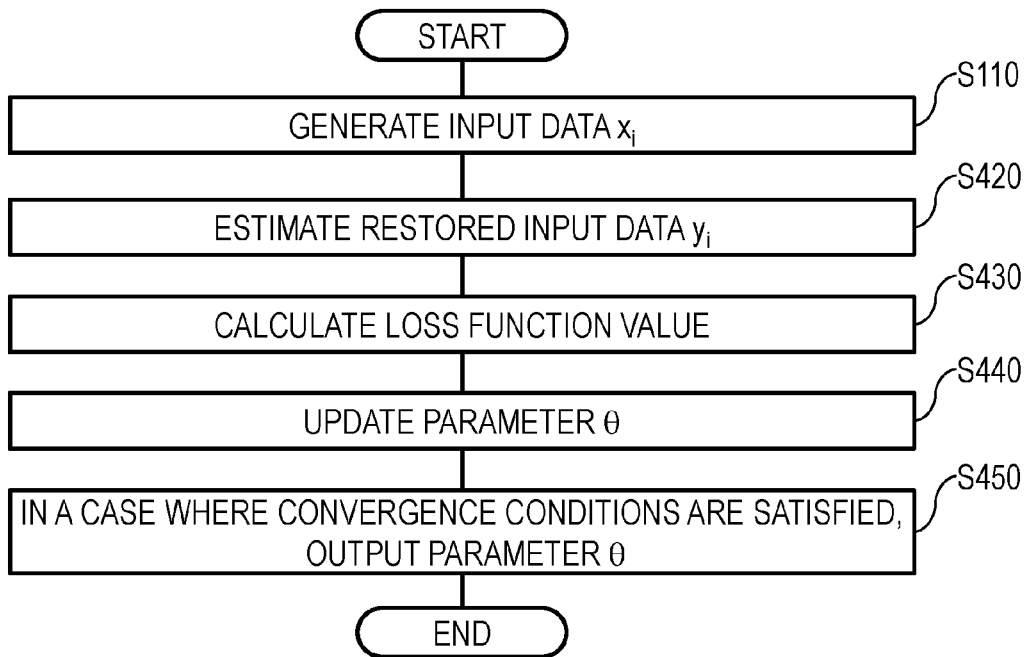 START
S110
GENERATE INPUT DATA xᵢ
S420
ESTIMATE RESTORED INPUT DATA yᵢ
S430
CALCULATE LOSS FUNCTION VALUE
S440
UPDATE PARAMETER θ
S450
IN A CASE WHERE CONVERGENCE CONDITIONS ARE SATISFIED,
OUTPUT PARAMETER θ
END